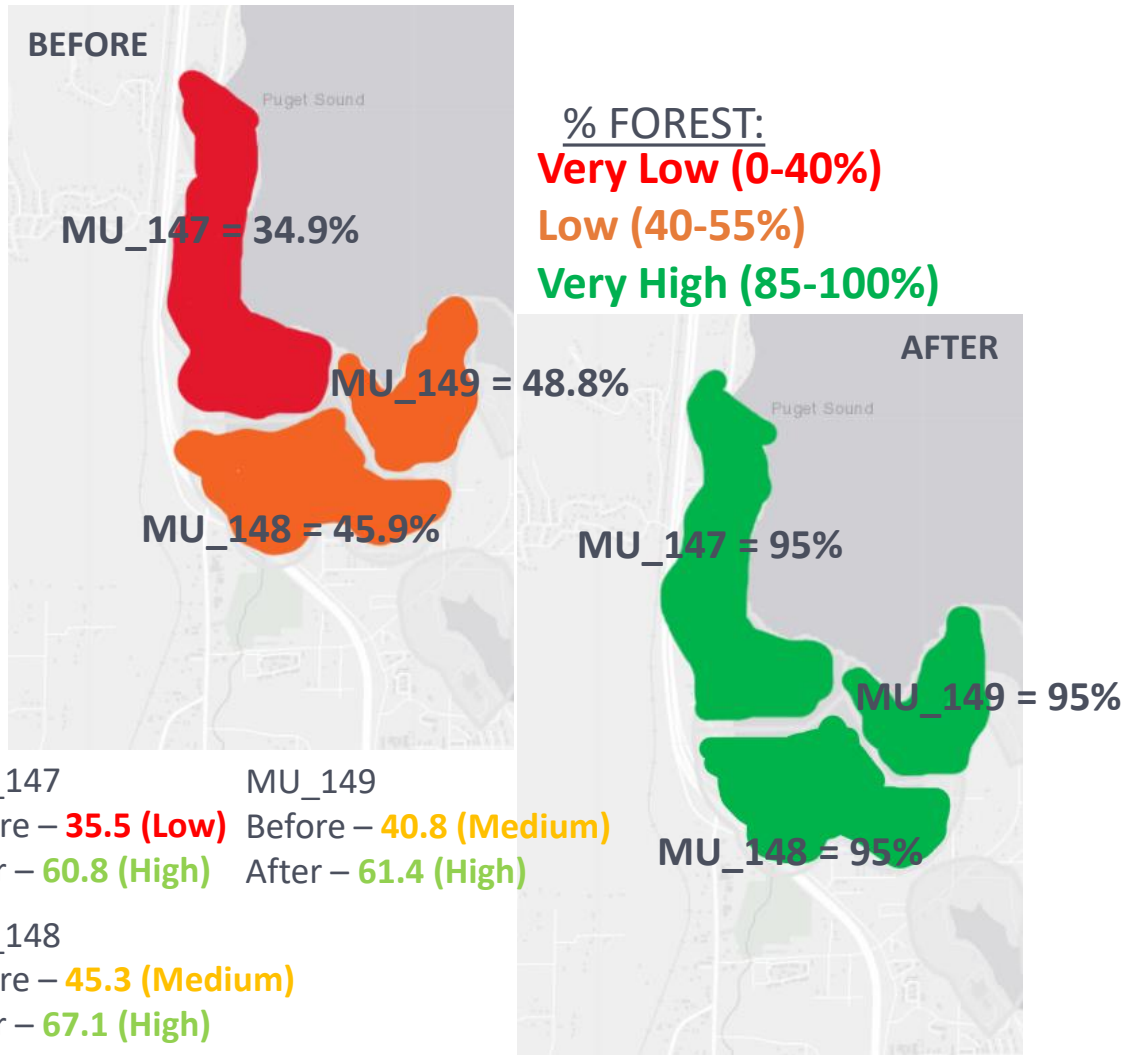 BEFORE
Puget Sound
MU_147 = 34.9%
MU_149 = 48.8%
MU_148 = 45.9%
% FOREST:
Very Low (0-40%)
Low (40-55%)
Very High (85-100%)
AFTER
Puget Sound
MU_147 = 95%
MU_149 = 95%
MU_148 = 95%
_147
re – 35.5 (Low)
r – 60.8 (High)
MU_149
Before – 40.8 (Medium)
After – 61.4 (High)
_148
re – 45.3 (Medium)
r – 67.1 (High)